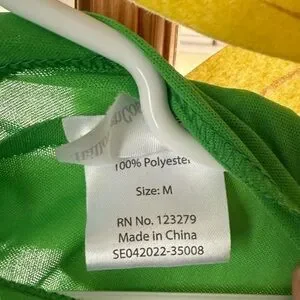 100% Polyester
Size: M
RN No. 123279
Made in China
SE042022-35008